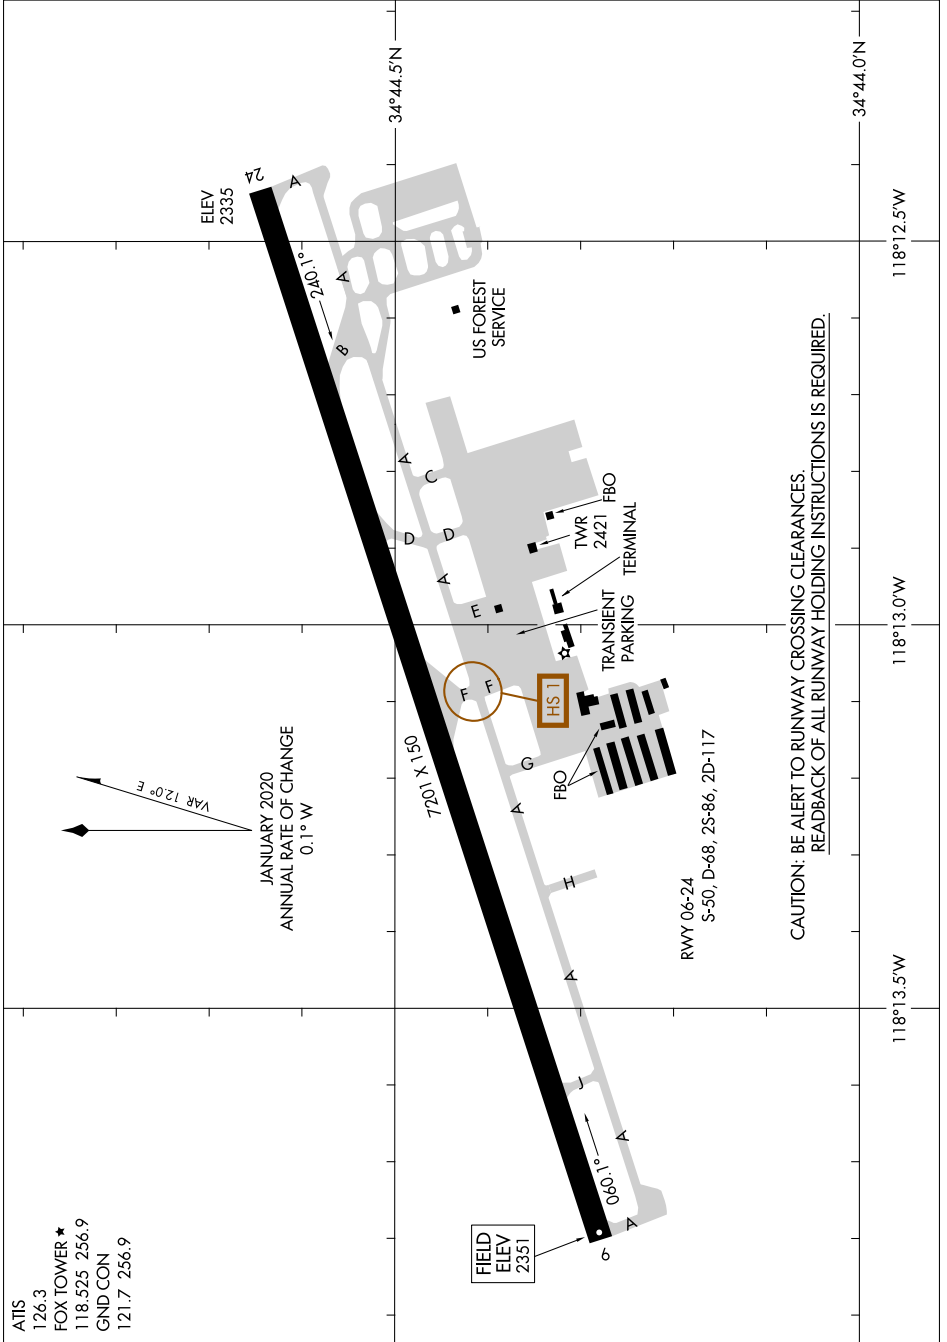 ATIS
126.3
FOX TOWER ★
118.525 256.9
GND CON
121.7 256.9
JANUARY 2020
ANNUAL RATE OF CHANGE
0.1° W
VAR 12.0° E
ELEV
2335
24
A
240.1°
A
B
A
C
D
D
A
E
F
F
HS 1
7201 X 150
G
A
H
A
J
A
060.1°
A
6
FIELD
ELEV
2351
US FOREST
SERVICE
FBO
TWR
2421
TERMINAL
TRANSIENT
PARKING
FBO
RWY 06-24
S-50, D-68, 2S-86, 2D-117
CAUTION: BE ALERT TO RUNWAY CROSSING CLEARANCES.
READBACK OF ALL RUNWAY HOLDING INSTRUCTIONS IS REQUIRED.
34°44.5'N
34°44.0'N
118°13.5'W
118°13.0'W
118°12.5'W